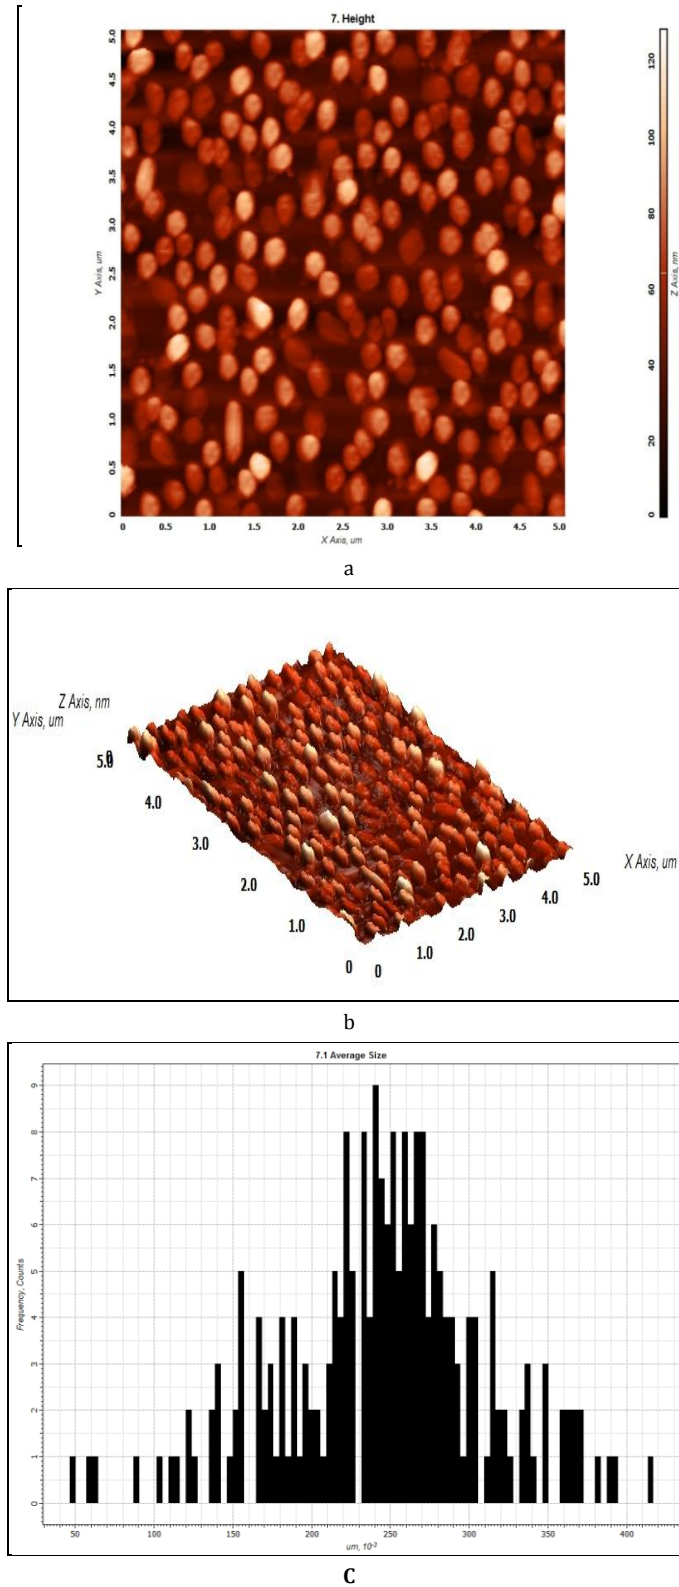 7. Height
5.0
4.5
4.0
3.5
3.0
2.5
2.0
1.5
1.0
0.5
0
Y Axis, um
0 0.5 1.0 1.5 2.0 2.5 3.0 3.5 4.0 4.5 5.0
X Axis, um
120
100
80
60
40
20
0
Z Axis, nm
a
Z Axis, nm
Y Axis, um
5.0
4.0
3.0
2.0
1.0
0
0
1.0
2.0
3.0
4.0
5.0
X Axis, um
b
7.1 Average Size
9
8
7
6
5
4
3
2
1
0
Frequency, Counts
50 100 150 200 250 300 350 400
um, 10-3
C